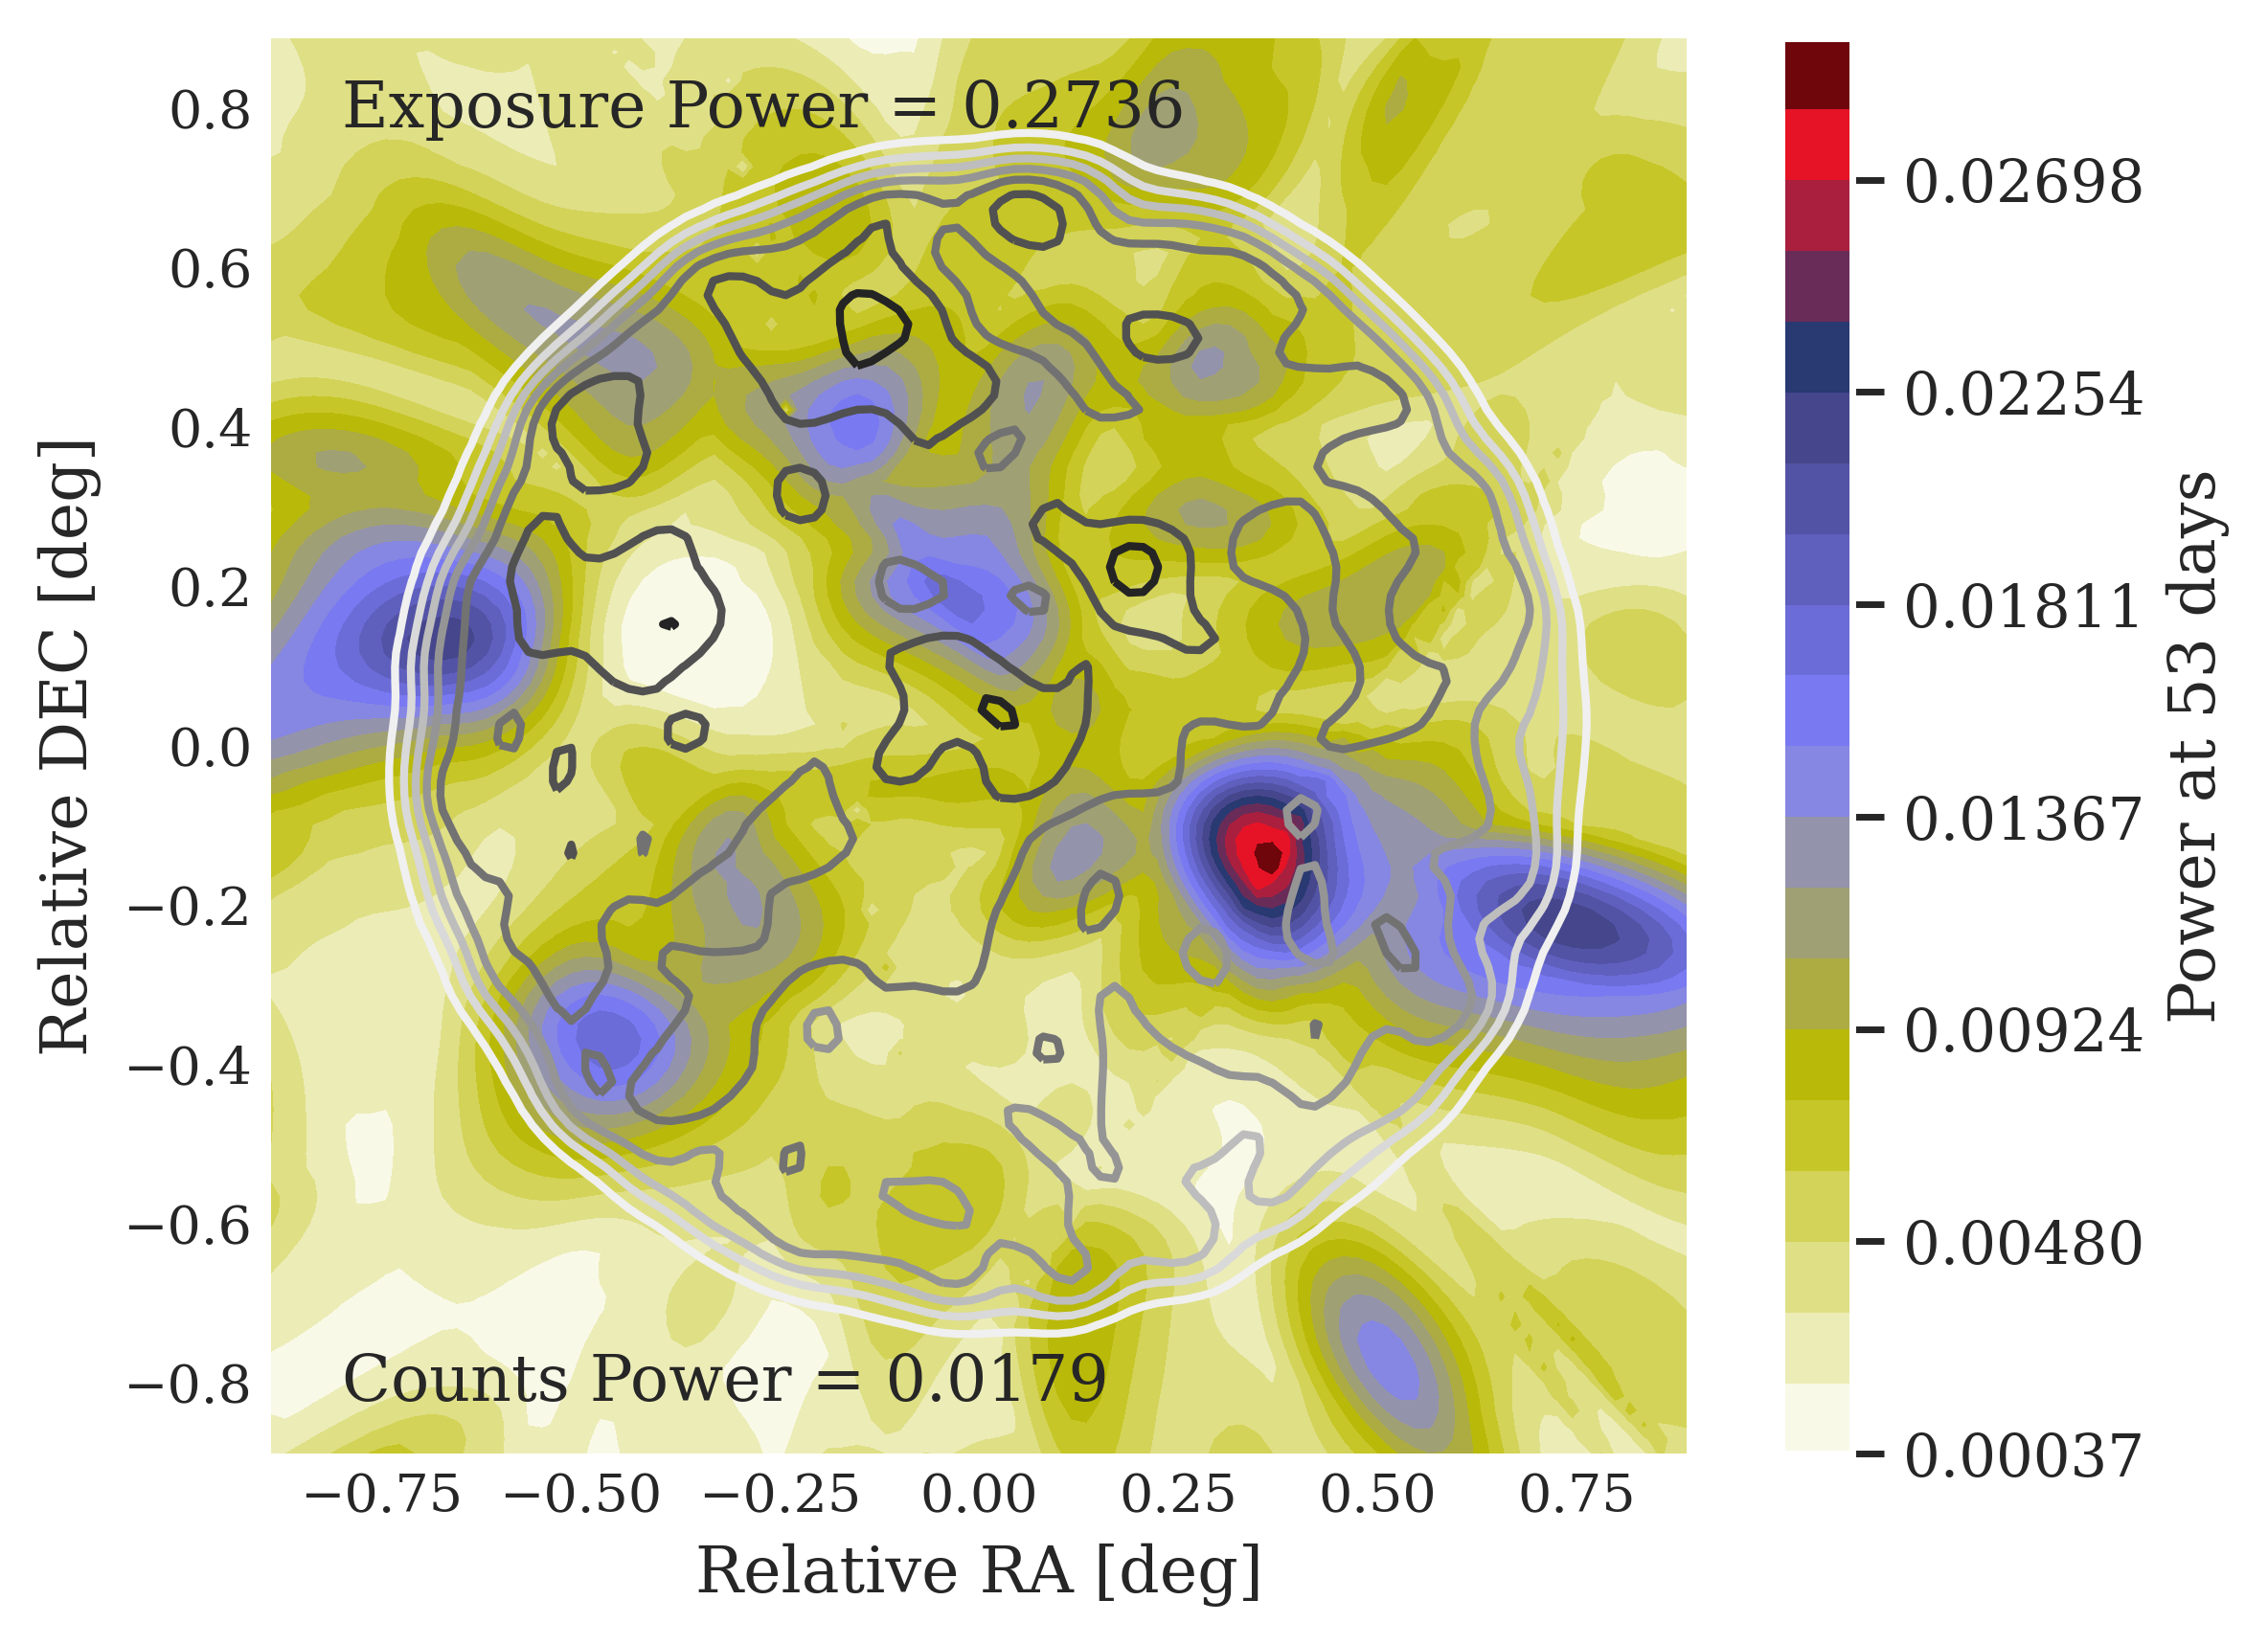 Exposure Power = 0.2736
Counts Power = 0.0179
Relative DEC [deg]
0.8
0.6
0.4
0.2
0.0
−0.2
−0.4
−0.6
−0.8
−0.75 −0.50 −0.25 0.00 0.25 0.50 0.75
Relative RA [deg]
0.02698
0.02254
0.01811
0.01367
0.00924
0.00480
0.00037
Power at 53 days